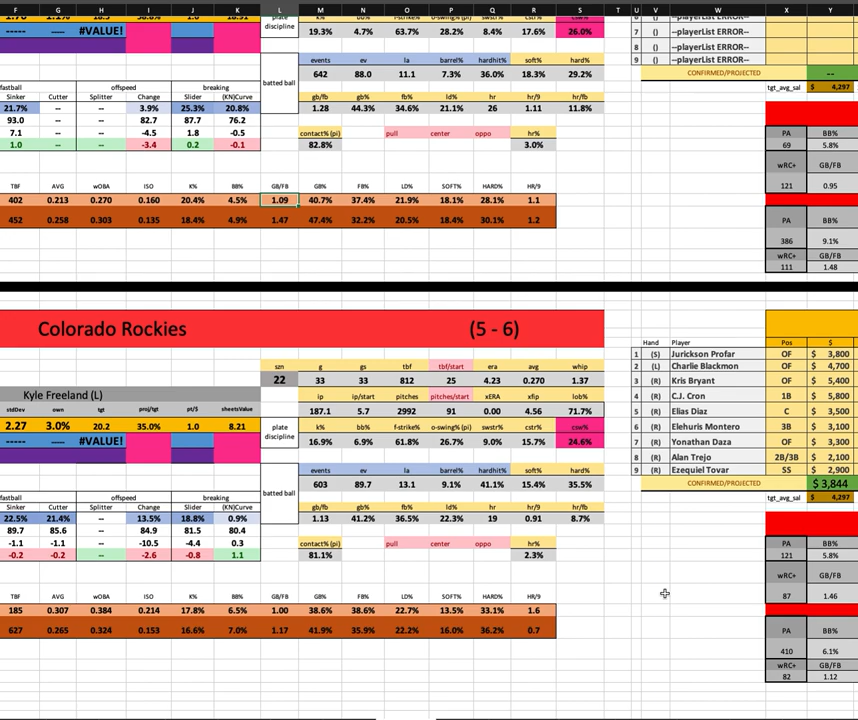 F G H I J K L M N O P Q R S T U V W X Y
plate discipline k% bb% f-strike% o-swing% (pi) swstr% cstr% csw%
19.3% 4.7% 63.7% 28.2% 8.4% 17.6% 26.0%
----- ---- #VALUE!
7 () --playerList ERROR--
8 () --playerList ERROR--
9 () --playerList ERROR--
CONFIRMED/PROJECTED --
tgt_avg_sal $ 4,297
batted ball events ev la barrel% hardhit% soft% hard%
642 88.0 11.1 7.3% 36.0% 18.3% 29.2%
fastball offspeed breaking
gb/fb gb% fb% ld% hr hr/9 hr/fb
Sinker Cutter Splitter Change Slider (KN)Curve
1.28 44.3% 34.6% 21.1% 26 1.11 11.8%
21.7% -- -- 3.9% 25.3% 20.8%
93.0 -- -- 82.7 87.7 76.2
7.1 -- -- -4.5 1.8 -0.5
1.0 -- -- -3.4 0.2 -0.1
contact% (pi) pull center oppo hr%
82.8% 3.0%
PA BB%
69 5.8%
wRC+ GB/FB
121 0.95
TBF AVG wOBA ISO K% BB% GB/FB GB% FB% LD% SOFT% HARD% HR/9
402 0.213 0.270 0.160 20.4% 4.5% 1.09 40.7% 37.4% 21.9% 18.1% 28.1% 1.1
452 0.258 0.303 0.135 18.4% 4.9% 1.47 47.4% 32.2% 20.5% 18.4% 30.1% 1.2
PA BB%
386 9.1%
wRC+ GB/FB
111 1.48
Colorado Rockies (5 - 6)
Hand Player Pos $
1 (S) Jurickson Profar OF $ 3,800
2 (L) Charlie Blackmon OF $ 4,700
3 (R) Kris Bryant OF $ 5,400
4 (R) C.J. Cron 1B $ 5,800
5 (R) Elias Diaz C $ 3,500
6 (R) Elehuris Montero 3B $ 3,100
7 (R) Yonathan Daza OF $ 3,300
8 (R) Alan Trejo 2B/3B $ 2,100
9 (R) Ezequiel Tovar SS $ 2,900
CONFIRMED/PROJECTED $ 3,844
tgt_avg_sal $ 4,297
szn g gs tbf tbf/start era avg whip
22 33 33 812 25 4.23 0.270 1.37
Kyle Freeland (L)
ip ip/start pitches pitches/start xERA xfip lob%
187.1 5.7 2992 91 0.00 4.56 71.7%
stdDev own tgt proj/tgt pt/$ sheetsValue
2.27 3.0% 20.2 35.0% 1.0 8.21
----- ---- #VALUE!
plate discipline k% bb% f-strike% o-swing% (pi) swstr% cstr% csw%
16.9% 6.9% 61.8% 26.7% 9.0% 15.7% 24.6%
batted ball events ev la barrel% hardhit% soft% hard%
603 89.7 13.1 9.1% 41.1% 15.4% 35.5%
fastball offspeed breaking
gb/fb gb% fb% ld% hr hr/9 hr/fb
Sinker Cutter Splitter Change Slider (KN)Curve
1.13 41.2% 36.5% 22.3% 19 0.91 8.7%
22.5% 21.4% -- 13.5% 18.8% 0.9%
89.7 85.6 -- 84.9 81.5 80.4
-1.1 -1.1 -- -10.5 -4.4 0.3
-0.2 -0.2 -- -2.6 -0.8 1.1
contact% (pi) pull center oppo hr%
81.1% 2.3%
PA BB%
121 5.8%
wRC+ GB/FB
87 1.46
TBF AVG wOBA ISO K% BB% GB/FB GB% FB% LD% SOFT% HARD% HR/9
185 0.307 0.384 0.214 17.8% 6.5% 1.00 38.6% 38.6% 22.7% 13.5% 33.1% 1.6
627 0.265 0.324 0.153 16.6% 7.0% 1.17 41.9% 35.9% 22.2% 16.0% 36.2% 0.7
PA BB%
410 6.1%
wRC+ GB/FB
82 1.12